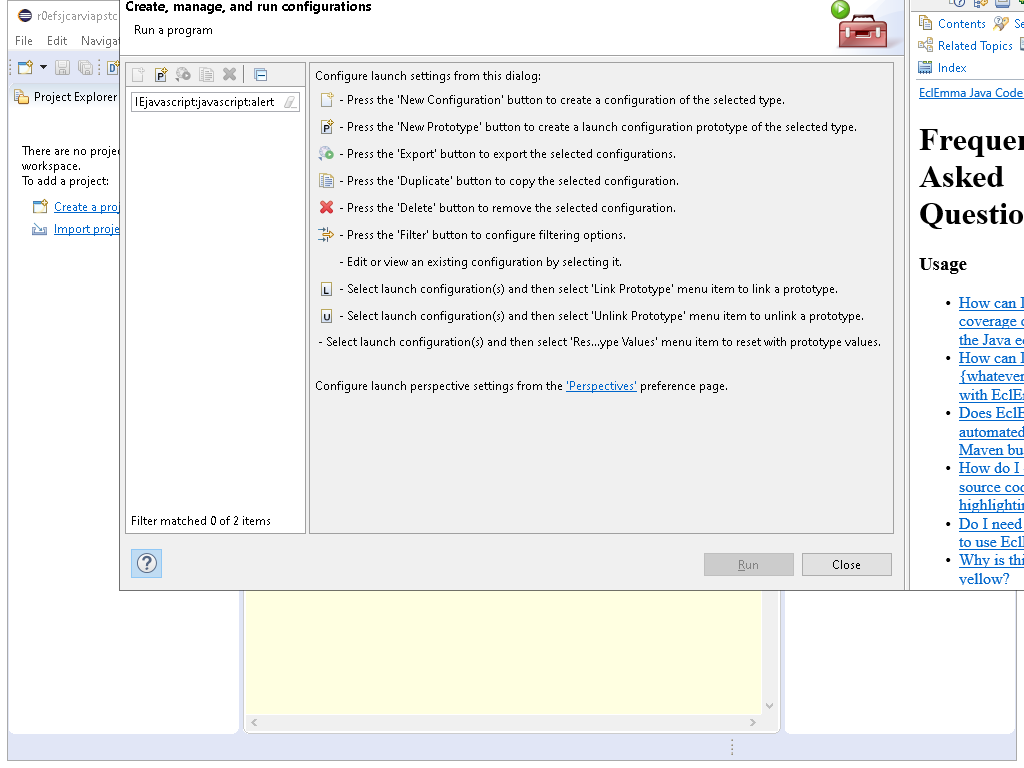 r0efsjcarviapstc
Create, manage, and run configurations
Run a program
File Edit Navigat
Project Explorer
There are no projec
workspace.
To add a project:
Create a proj
Import proje
IEjavascript:javascript:alert
Filter matched 0 of 2 items
Configure launch settings from this dialog:
- Press the 'New Configuration' button to create a configuration of the selected type.
- Press the 'New Prototype' button to create a launch configuration prototype of the selected type.
- Press the 'Export' button to export the selected configurations.
- Press the 'Duplicate' button to copy the selected configuration.
- Press the 'Delete' button to remove the selected configuration.
- Press the 'Filter' button to configure filtering options.
- Edit or view an existing configuration by selecting it.
L - Select launch configuration(s) and then select 'Link Prototype' menu item to link a prototype.
U - Select launch configuration(s) and then select 'Unlink Prototype' menu item to unlink a prototype.
- Select launch configuration(s) and then select 'Res...ype Values' menu item to reset with prototype values.
Configure launch perspective settings from the 'Perspectives' preference page.
Run Close
Contents Se
Related Topics
Index
EclEmma Java Code
Frequen
Asked
Questio
Usage
• How can I
coverage o
the Java e
• How can I
{whatever
with EclE
• Does EclE
automated
Maven bu
• How do I
source coo
highlightin
• Do I need
to use Ecl
• Why is thi
yellow?